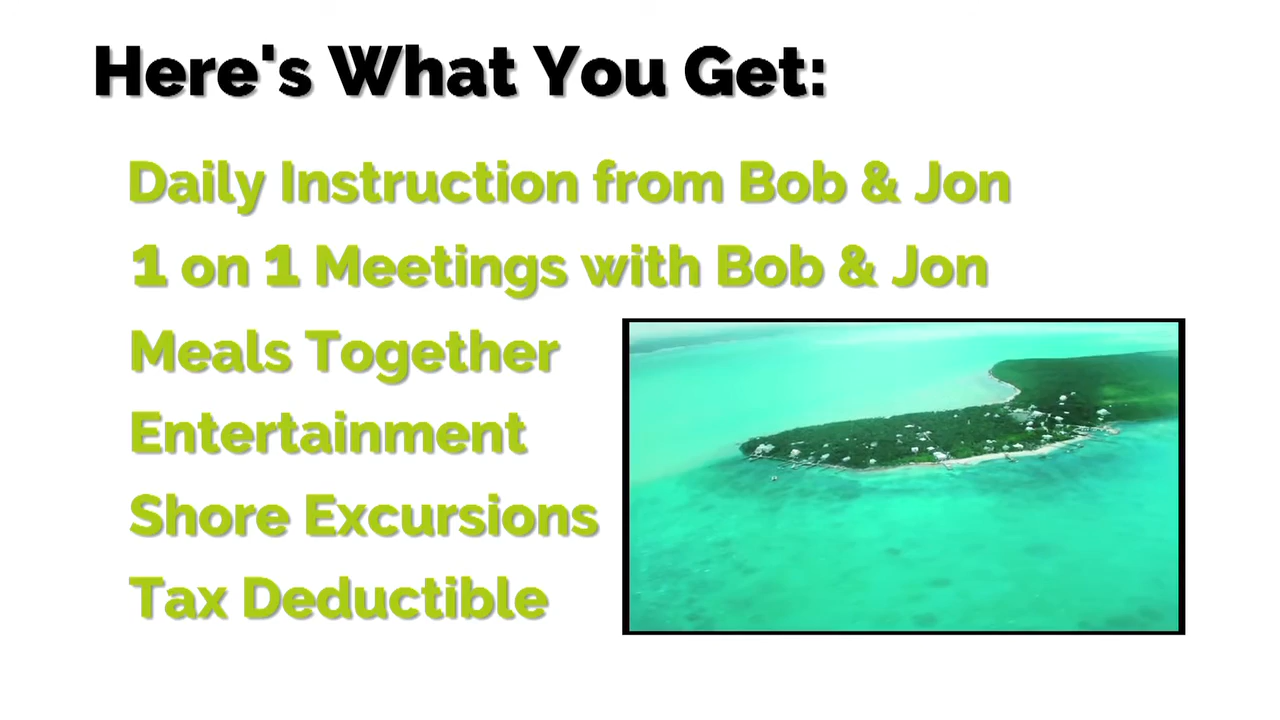 Here's What You Get:
Daily Instruction from Bob & Jon
1 on 1 Meetings with Bob & Jon
Meals Together
Entertainment
Shore Excursions
Tax Deductible